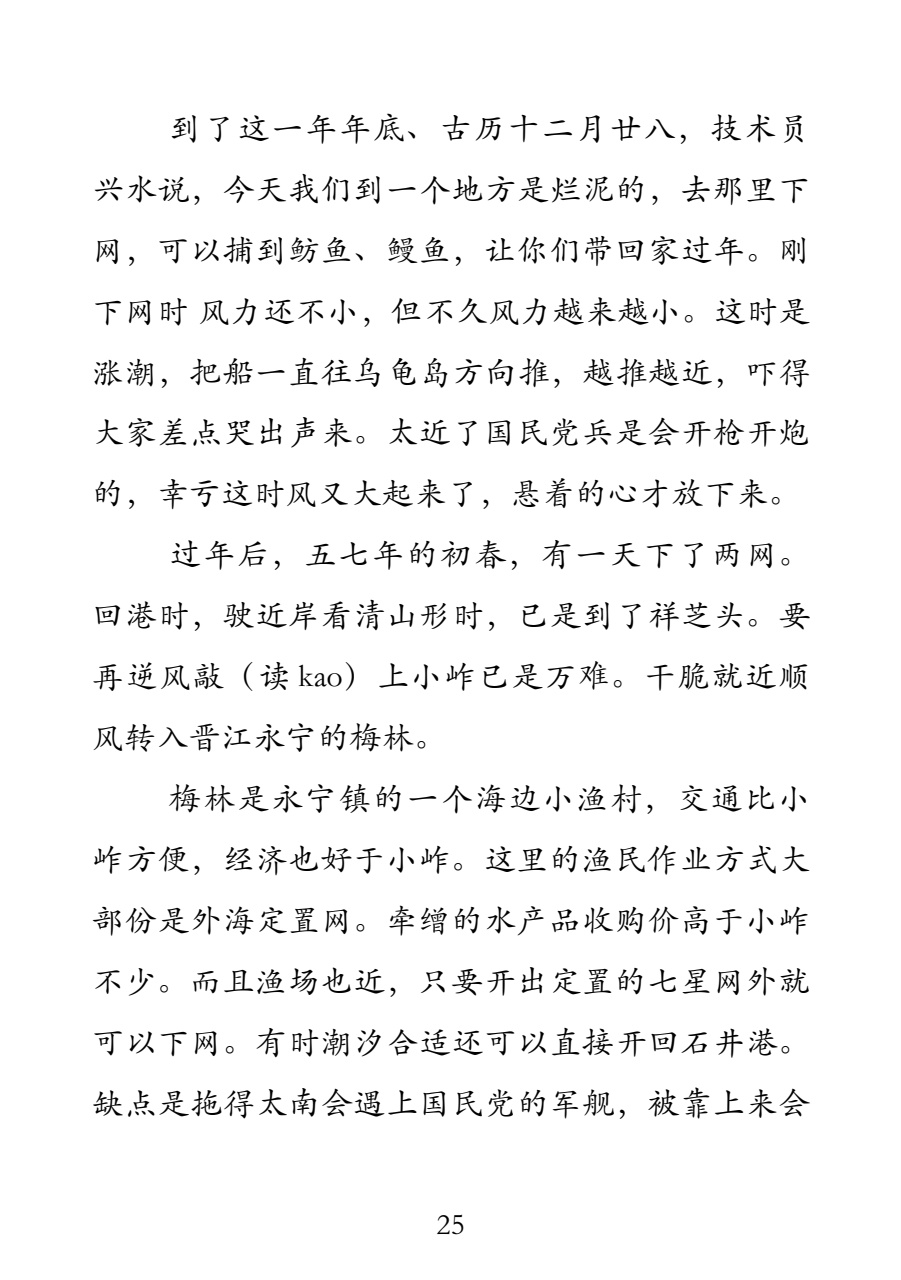 到了这一年年底、古历十二月廿八，技术员
兴水说，今天我们到一个地方是烂泥的，去那里下
网，可以捕到鲂鱼、鳗鱼，让你们带回家过年。刚
下网时 风力还不小，但不久风力越来越小。这时是
涨潮，把船一直往乌龟岛方向推，越推越近，吓得
大家差点哭出声来。太近了国民党兵是会开枪开炮
的，幸亏这时风又大起来了，悬着的心才放下来。
过年后，五七年的初春，有一天下了两网。
回港时，驶近岸看清山形时，已是到了祥芝头。要
再逆风敲（读 kao）上小岞已是万难。干脆就近顺
风转入晋江永宁的梅林。
梅林是永宁镇的一个海边小渔村，交通比小
岞方便，经济也好于小岞。这里的渔民作业方式大
部份是外海定置网。牵缯的水产品收购价高于小岞
不少。而且渔场也近，只要开出定置的七星网外就
可以下网。有时潮汐合适还可以直接开回石井港。
缺点是拖得太南会遇上国民党的军舰，被靠上来会
25